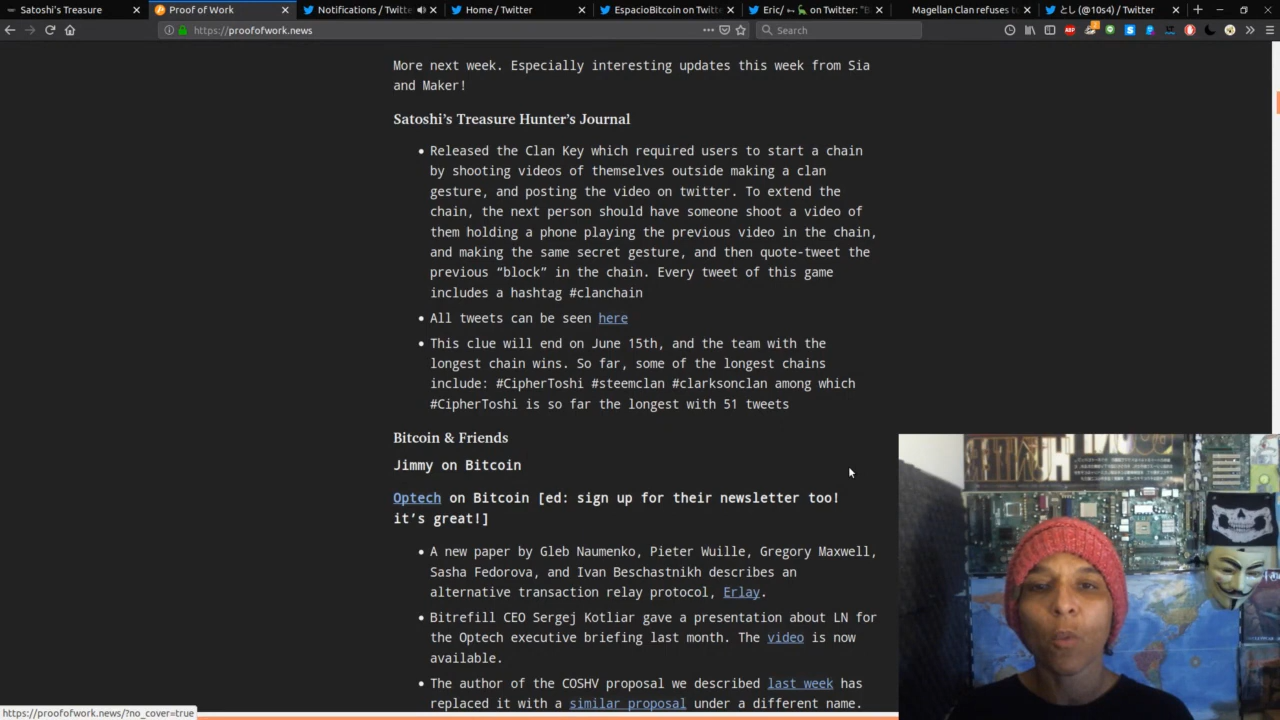 Satoshi's Treasure
Proof of Work
Notifications / Twitte
Home / Twitter
EspacioBitcoin on Twitte
Eric/ on Twitter: "B
Magellan Clan refuses t
とし (@10s4) / Twitter
https://proofofwork.news
Search
ABP
More next week. Especially interesting updates this week from Sia
and Maker!
Satoshi's Treasure Hunter's Journal
• Released the Clan Key which required users to start a chain
by shooting videos of themselves outside making a clan
gesture, and posting the video on twitter. To extend the
chain, the next person should have someone shoot a video of
them holding a phone playing the previous video in the chain,
and making the same secret gesture, and then quote-tweet the
previous “block” in the chain. Every tweet of this game
includes a hashtag #clanchain
• All tweets can be seen here
• This clue will end on June 15th, and the team with the
longest chain wins. So far, some of the longest chains
include: #CipherToshi #steemclan #clarksonclan among which
#CipherToshi is so far the longest with 51 tweets
Bitcoin & Friends
Jimmy on Bitcoin
Optech on Bitcoin [ed: sign up for their newsletter too!
it’s great!]
• A new paper by Gleb Naumenko, Pieter Wuille, Gregory Maxwell,
Sasha Fedorova, and Ivan Beschastnikh describes an
alternative transaction relay protocol, Erlay.
• Bitrefill CEO Sergej Kotliar gave a presentation about LN for
the Optech executive briefing last month. The video is now
available.
• The author of the COSHV proposal we described last week has
replaced it with a similar proposal under a different name.
https://proofofwork.news/?no_cover=true